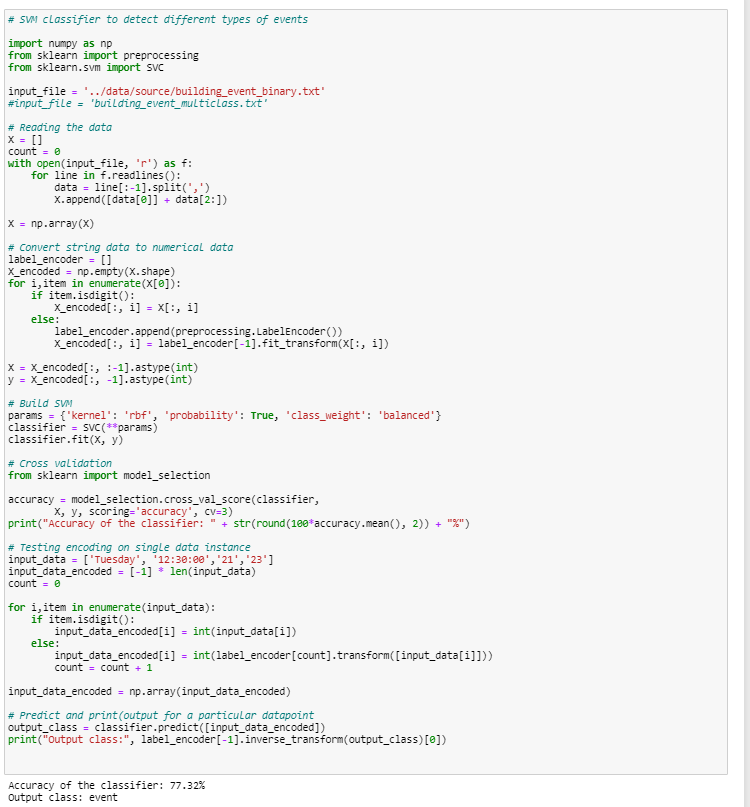 # SVM classifier to detect different types of events
import numpy as np
from sklearn import preprocessing
from sklearn.svm import SVC
input_file = '../data/source/building_event_binary.txt'
#input_file = 'building_event_multiclass.txt'
# Reading the data
X = []
count = 0
with open(input_file, 'r') as f:
    for line in f.readlines():
        data = line[:-1].split(',')
        X.append([data[0]] + data[2:])
X = np.array(X)
# Convert string data to numerical data
label_encoder = []
X_encoded = np.empty(X.shape)
for i,item in enumerate(X[0]):
    if item.isdigit():
        X_encoded[:, i] = X[:, i]
    else:
        label_encoder.append(preprocessing.LabelEncoder())
        X_encoded[:, i] = label_encoder[-1].fit_transform(X[:, i])
X = X_encoded[:, :-1].astype(int)
y = X_encoded[:, -1].astype(int)
# Build SVM
params = {'kernel': 'rbf', 'probability': True, 'class_weight': 'balanced'}
classifier = SVC(**params)
classifier.fit(X, y)
# Cross validation
from sklearn import model_selection
accuracy = model_selection.cross_val_score(classifier,
        X, y, scoring='accuracy', cv=3)
print("Accuracy of the classifier: " + str(round(100*accuracy.mean(), 2)) + "%")
# Testing encoding on single data instance
input_data = ['Tuesday', '12:30:00','21','23']
input_data_encoded = [-1] * len(input_data)
count = 0
for i,item in enumerate(input_data):
    if item.isdigit():
        input_data_encoded[i] = int(input_data[i])
    else:
        input_data_encoded[i] = int(label_encoder[count].transform([input_data[i]]))
        count = count + 1
input_data_encoded = np.array(input_data_encoded)
# Predict and print(output for a particular datapoint
output_class = classifier.predict([input_data_encoded])
print("Output class:", label_encoder[-1].inverse_transform(output_class)[0])
Accuracy of the classifier: 77.32%
Output class: event